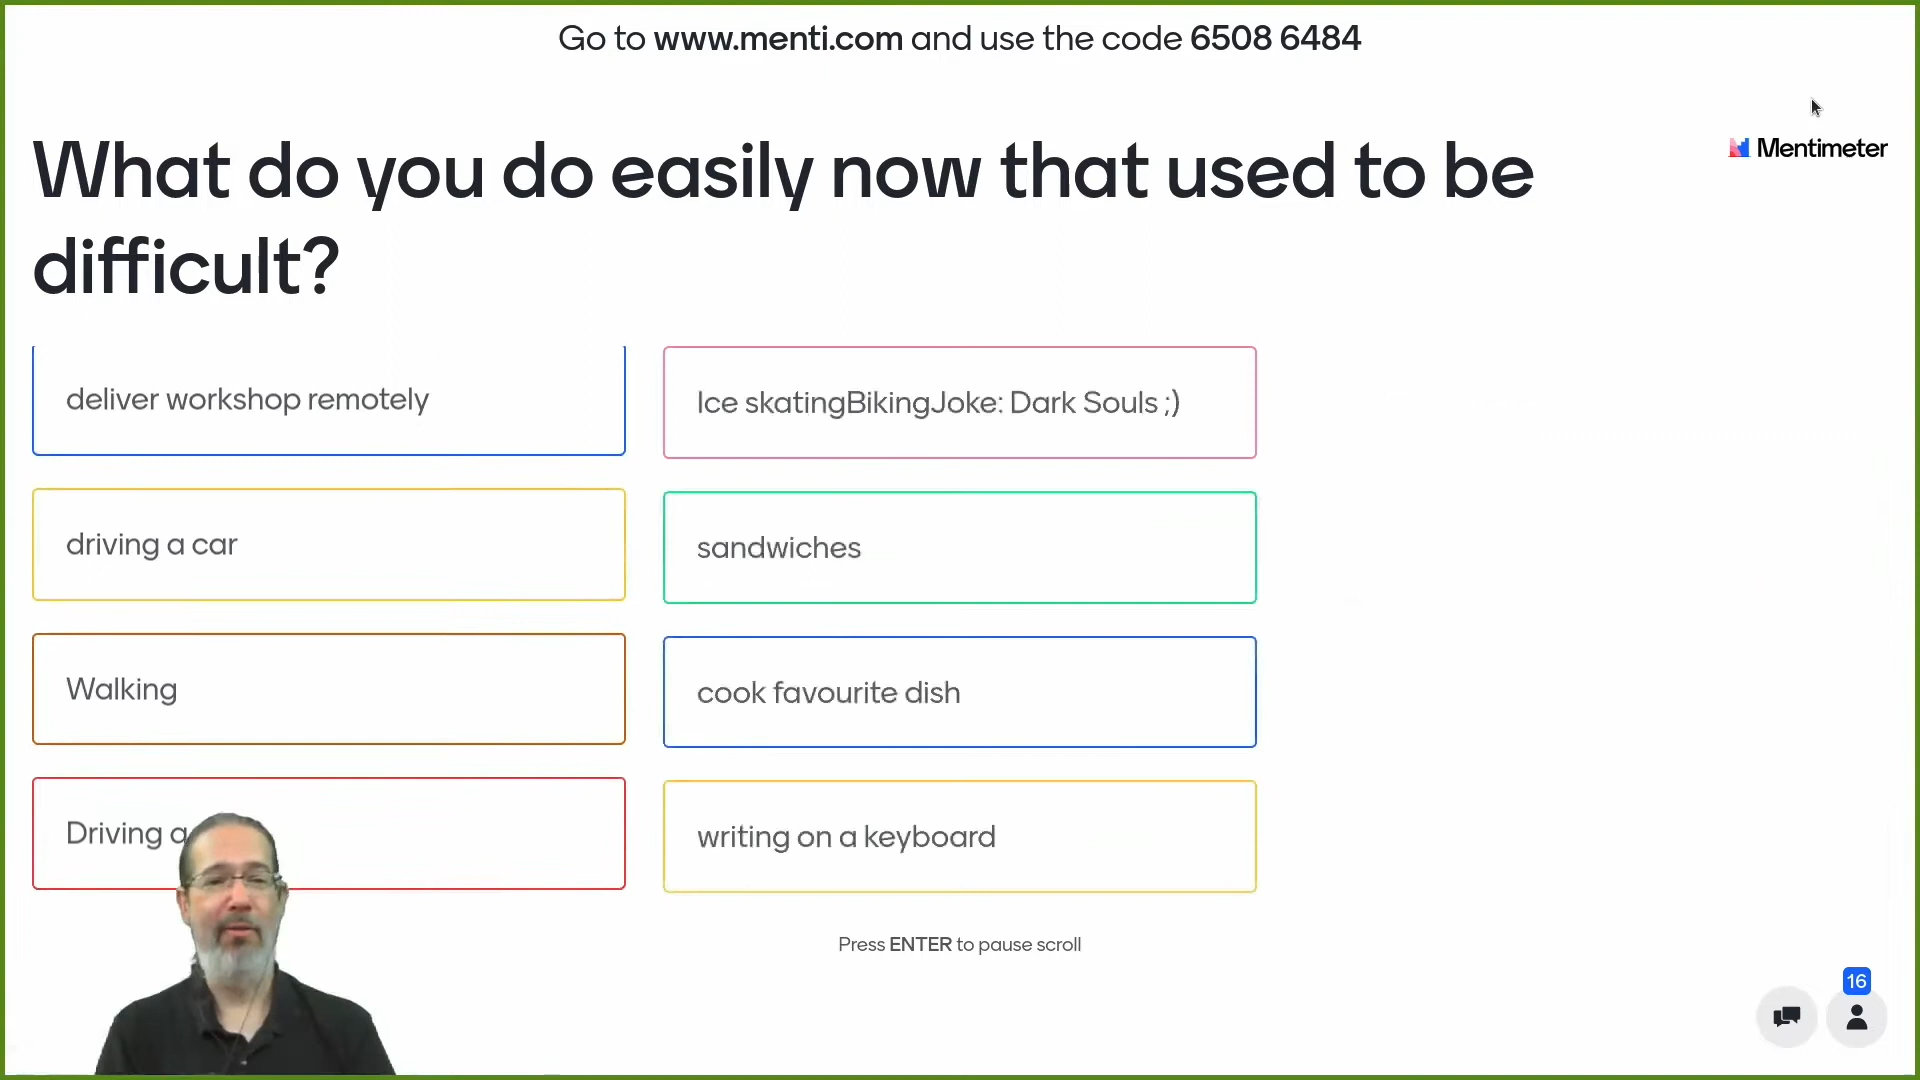 Go to www.menti.com and use the code 6508 6484
Mentimeter
What do you do easily now that used to be
difficult?
deliver workshop remotely
Ice skatingBikingJoke: Dark Souls ;)
driving a car
sandwiches
Walking
cook favourite dish
Driving a
writing on a keyboard
Press ENTER to pause scroll
16